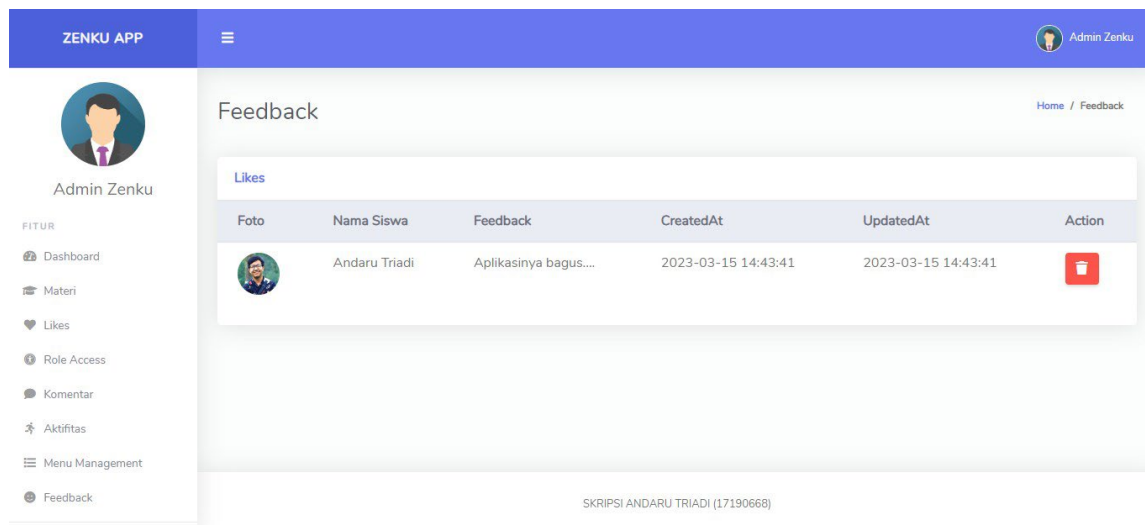 ZENKU APP
Admin Zenku
Admin Zenku
FITUR
Dashboard
Materi
Likes
Role Access
Komentar
Aktifitas
Menu Management
Feedback
Feedback
Home / Feedback
Likes
Foto Nama Siswa Feedback CreatedAt UpdatedAt Action
Andaru Triadi Aplikasinya bagus.... 2023-03-15 14:43:41 2023-03-15 14:43:41
SKRIPSI ANDARU TRIADI (17190668)